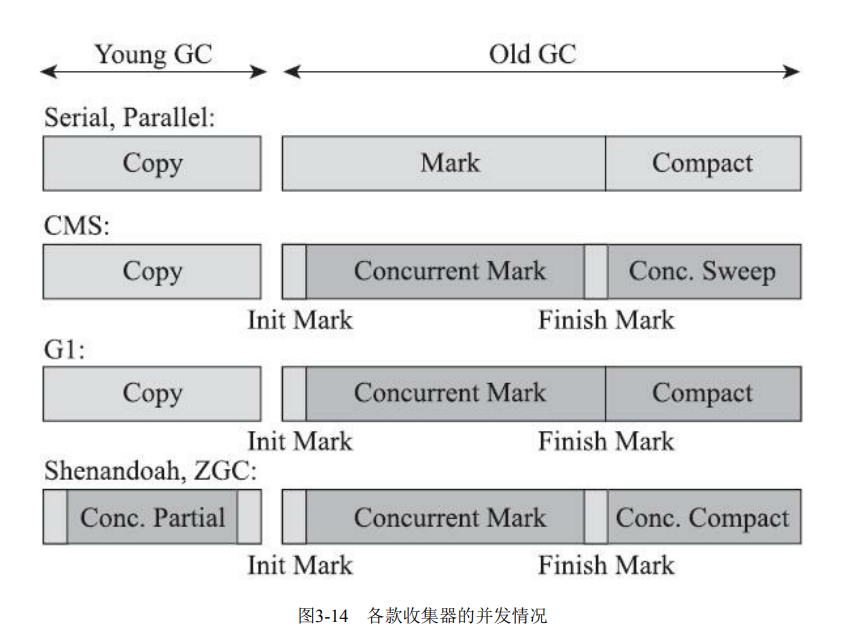 Young GC Old GC
Serial, Parallel:
Copy Mark Compact
CMS:
Copy Concurrent Mark Conc. Sweep
Init Mark Finish Mark
G1:
Copy Concurrent Mark Compact
Init Mark Finish Mark
Shenandoah, ZGC:
Conc. Partial Concurrent Mark Conc. Compact
Init Mark Finish Mark
图3-14 各款收集器的并发情况